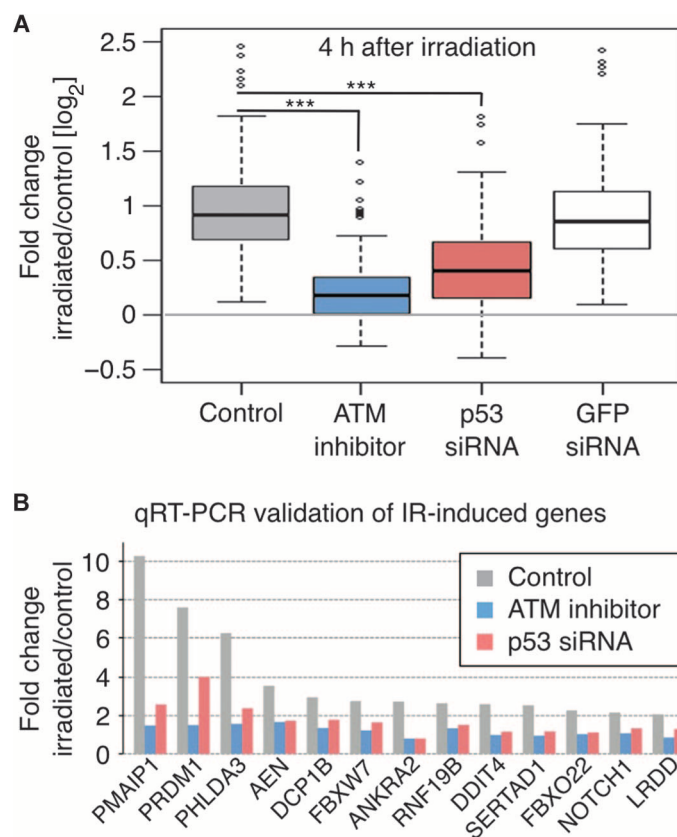 A
4 h after irradiation
Fold change
irradiated/control [log2]
2.5
2
1.5
1
0.5
0
−0.5
***
***
Control
ATM
inhibitor
p53
siRNA
GFP
siRNA
B
qRT-PCR validation of IR-induced genes
Fold change
irradiated/control
10
8
6
4
2
0
Control
ATM inhibitor
p53 siRNA
PMAIP1
PRDM1
PHLDA3
AEN
DCP1B
FBXW7
ANKRA2
RNF19B
DDIT4
SERTAD1
FBXO22
NOTCH1
LRDD